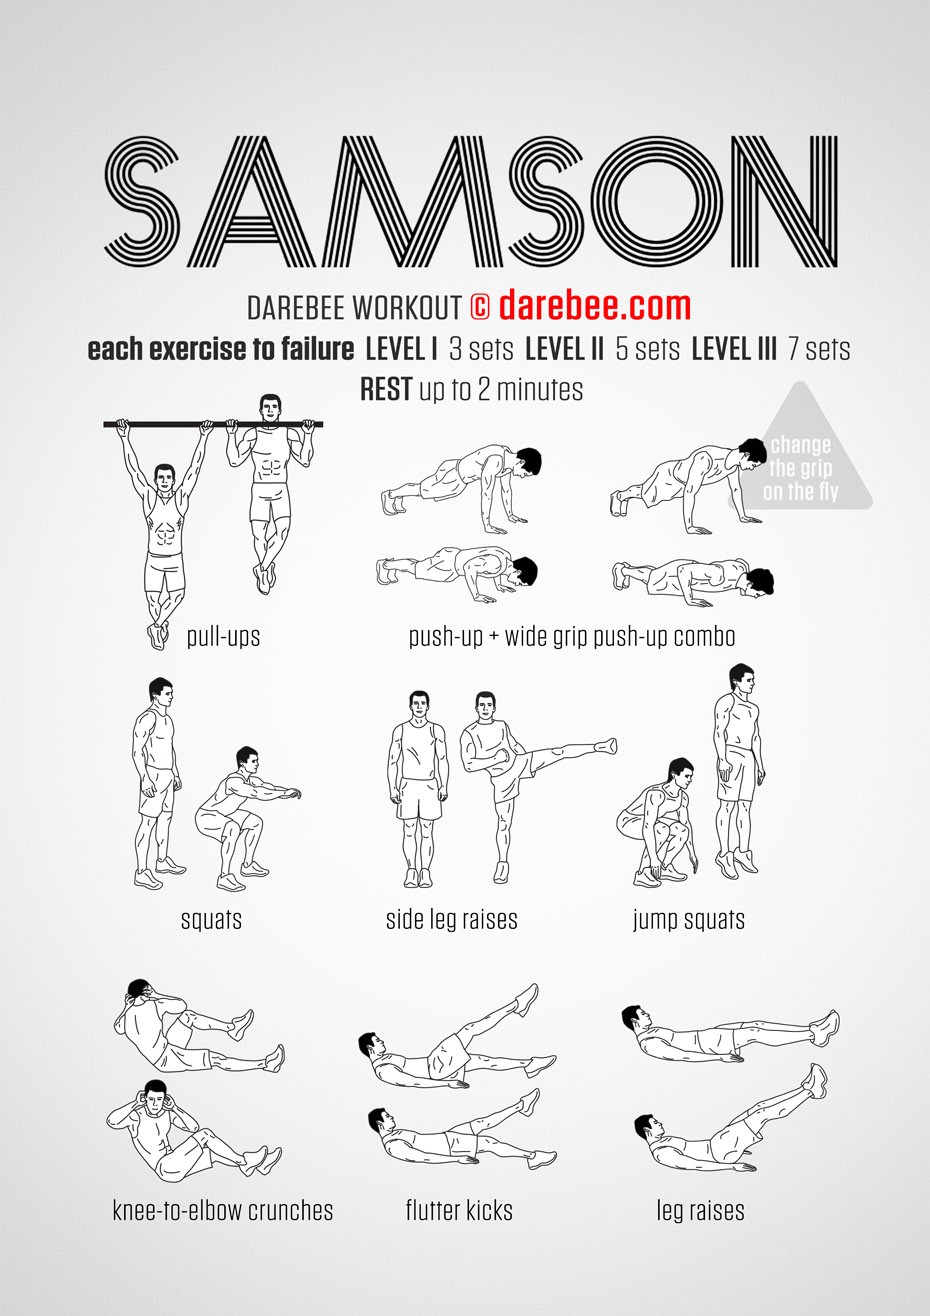 SAMSON
DAREBEE WORKOUT © darebee.com
each exercise to failure LEVEL I 3 sets LEVEL II 5 sets LEVEL III 7 sets
REST up to 2 minutes
change
the grip
on the fly
pull-ups
push-up + wide grip push-up combo
squats
side leg raises
jump squats
knee-to-elbow crunches
flutter kicks
leg raises